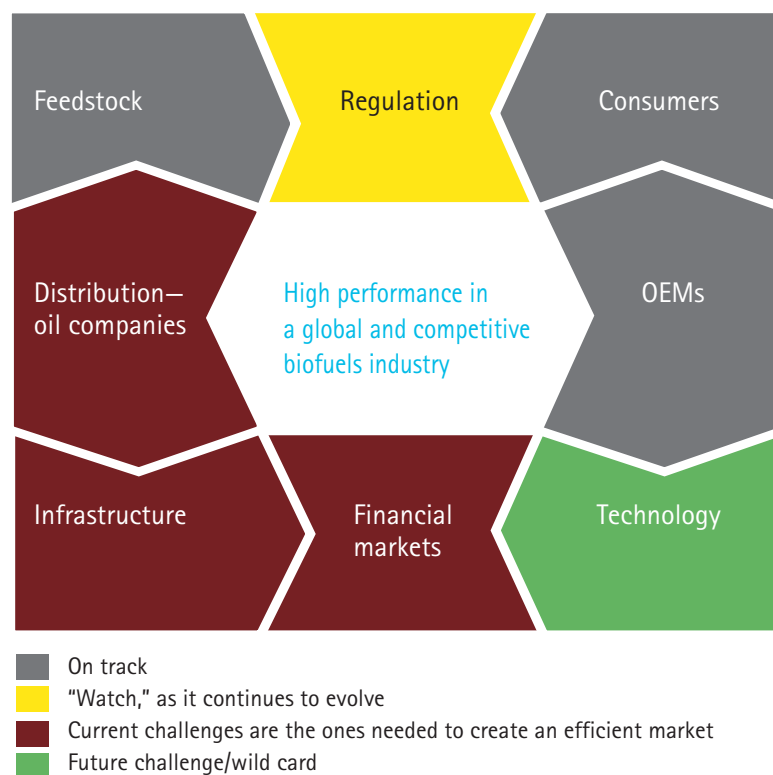 Feedstock
Regulation
Consumers
Distribution—
oil companies
High performance in
a global and competitive
biofuels industry
OEMs
Infrastructure
Financial
markets
Technology
On track
"Watch," as it continues to evolve
Current challenges are the ones needed to create an efficient market
Future challenge/wild card